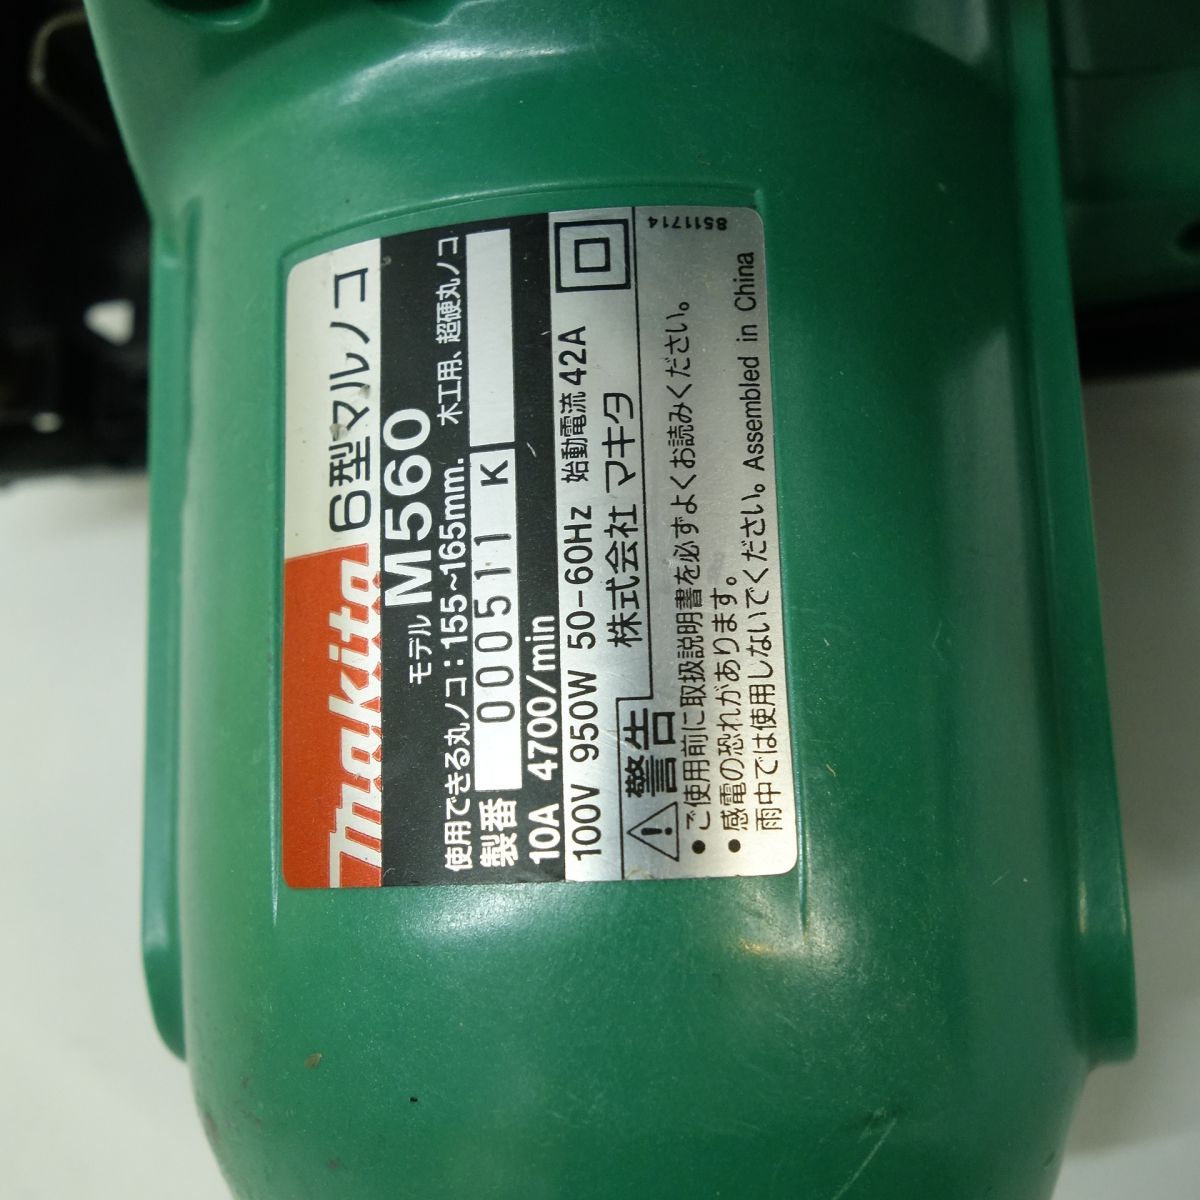 makita 6型マルノコ
モデル M560
使用できる丸ノコ：155~165mm. 木工用、超硬丸ノコ
製番 000511 K
10A 4700/min
100V 950W 50-60Hz 始動電流 42A
株式会社 マキタ
警告
• ご使用前に取扱説明書を必ずよくお読みください。
• 感電の恐れがあります。
雨中では使用しないでください。 Assembled in China
8511714